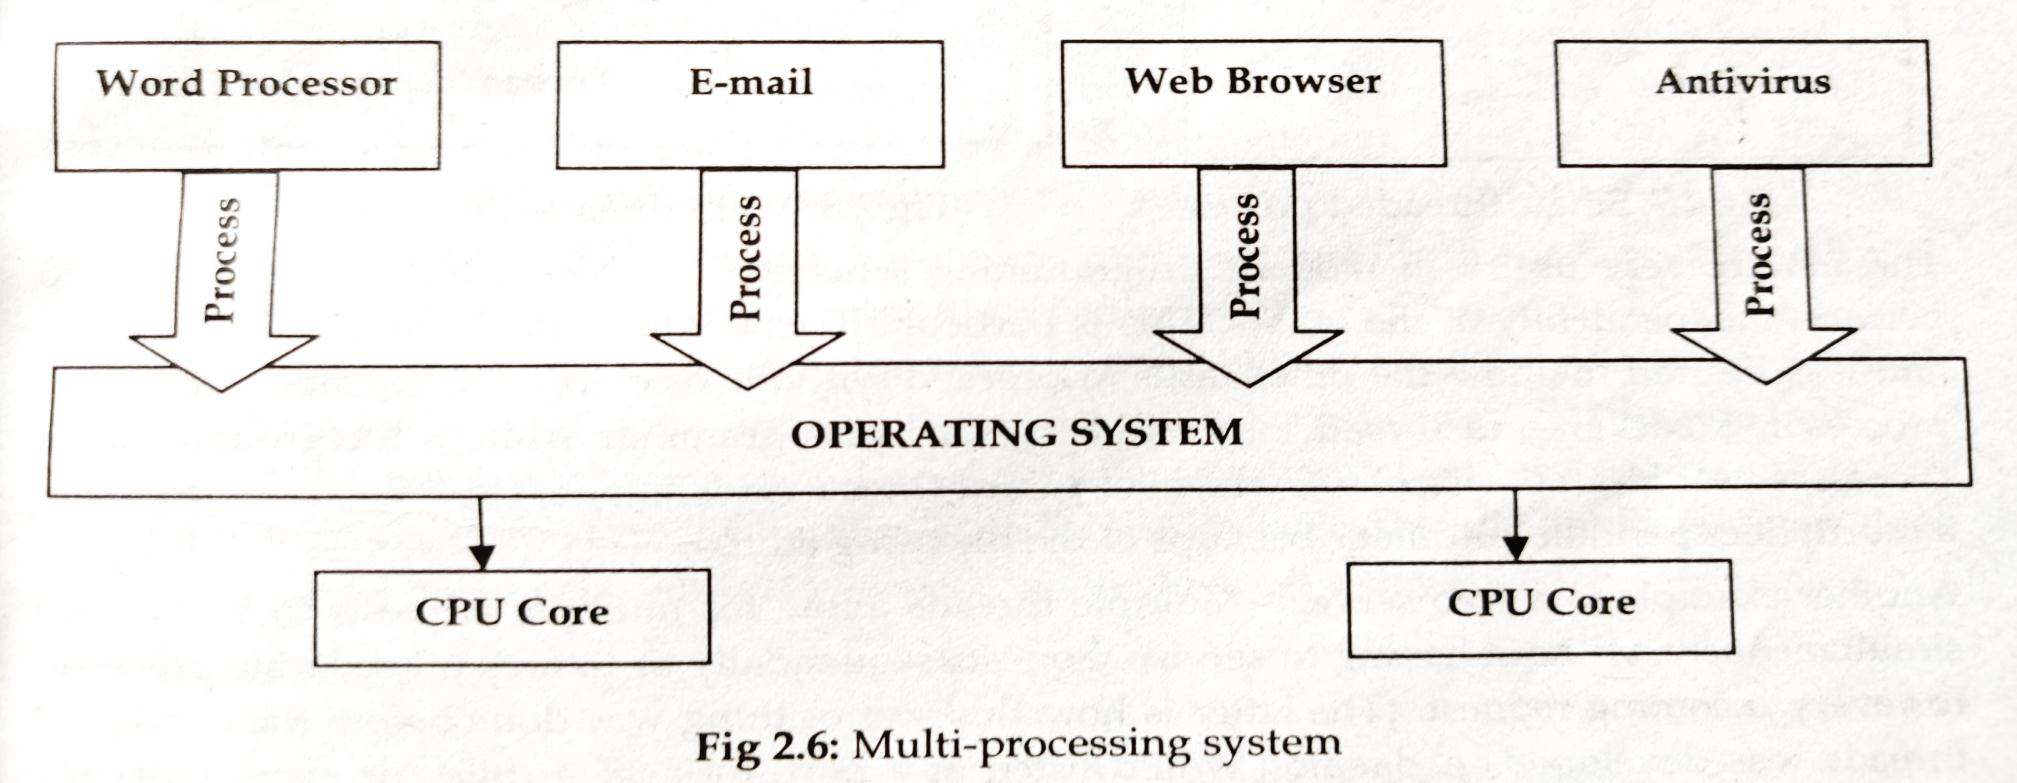 Word Processor
E-mail
Web Browser
Antivirus
Process
Process
Process
Process
OPERATING SYSTEM
CPU Core
CPU Core
Fig 2.6: Multi-processing system